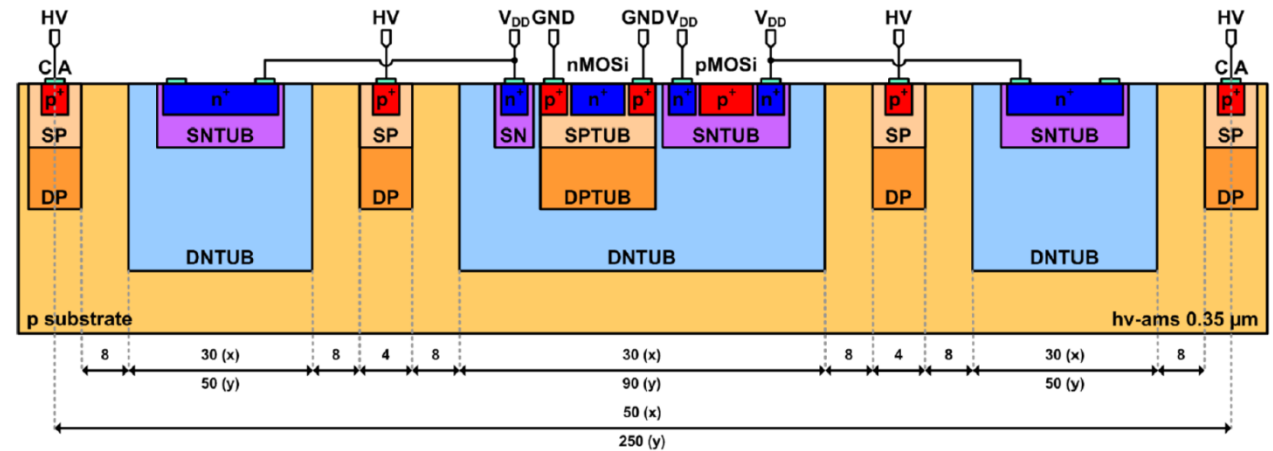 HV HV V_DD GND GND V_DD V_DD HV HV
C A nMOSi pMOSi C A
p+ n+ p+ n+ p+ n+ p+ n+ p+ n+ p+ n+ p+
SP SNTUB SP SN SPTUB SNTUB SP SNTUB SP
DP DP DPTUB DP DP
DNTUB DNTUB DNTUB
p substrate hv-ams 0.35 μm
8 30 (x) 8 4 8 30 (x) 8 4 8 30 (x) 8
50 (y) 90 (y) 50 (y)
50 (x)
250 (y)